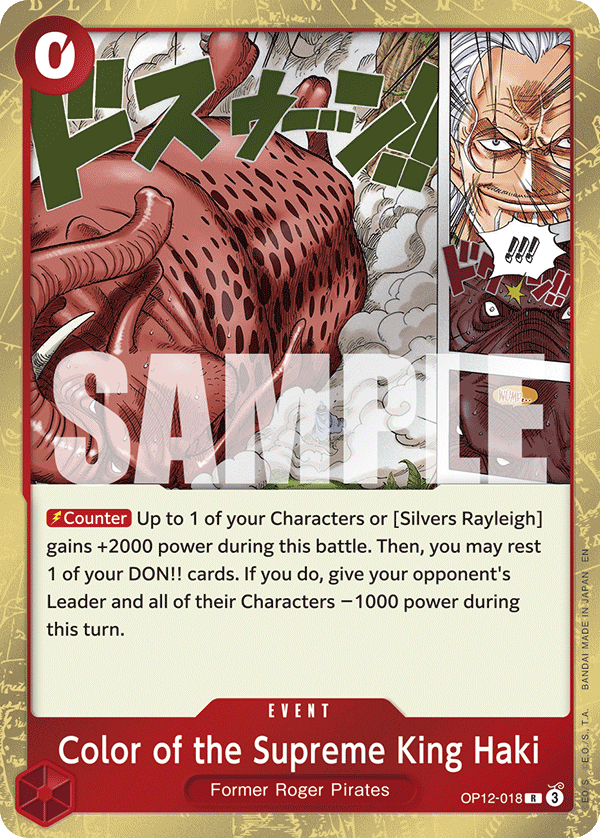 0
ドスゥーン!!
!!!
SAMPLE
Counter Up to 1 of your Characters or [Silvers Rayleigh]
gains +2000 power during this battle. Then, you may rest
1 of your DON!! cards. If you do, give your opponent's
Leader and all of their Characters −1000 power during
this turn.
EVENT
Color of the Supreme King Haki
Former Roger Pirates
OP12-018 R 3
BANDAI MADE IN JAPAN EN